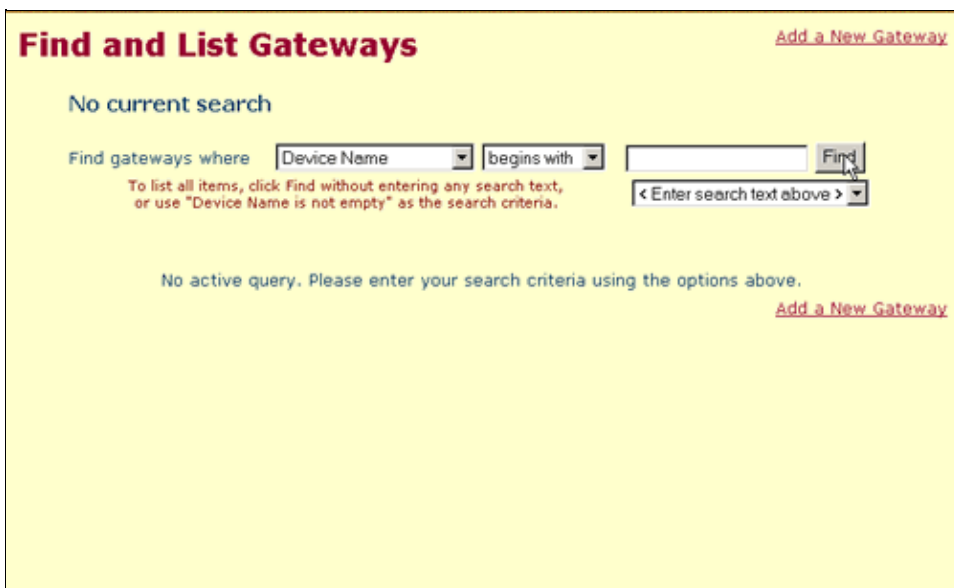 Find and List Gateways
Add a New Gateway
No current search
Find gateways where Device Name begins with Find
To list all items, click Find without entering any search text,
or use "Device Name is not empty" as the search criteria.
< Enter search text above >
No active query. Please enter your search criteria using the options above.
Add a New Gateway